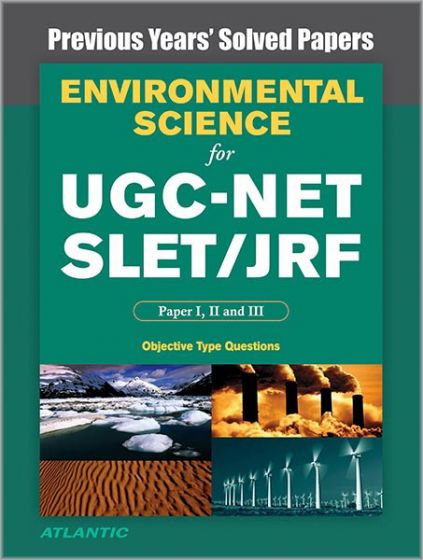 Previous Years' Solved Papers
ENVIRONMENTAL
SCIENCE
for
UGC-NET
SLET/JRF
Paper I, II and III
Objective Type Questions
ATLANTIC